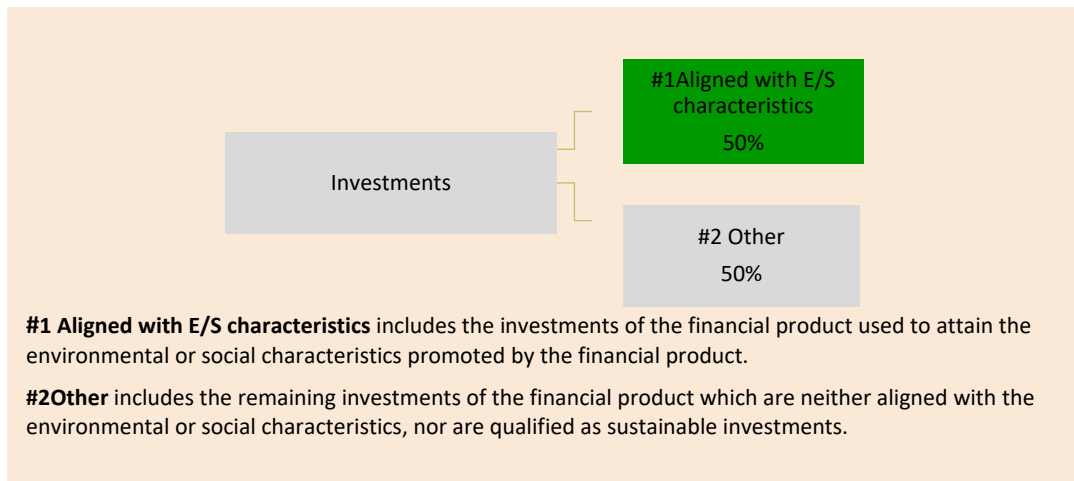 #1Aligned with E/S
characteristics
50%
Investments
#2 Other
50%
#1 Aligned with E/S characteristics includes the investments of the financial product used to attain the
environmental or social characteristics promoted by the financial product.
#2Other includes the remaining investments of the financial product which are neither aligned with the
environmental or social characteristics, nor are qualified as sustainable investments.